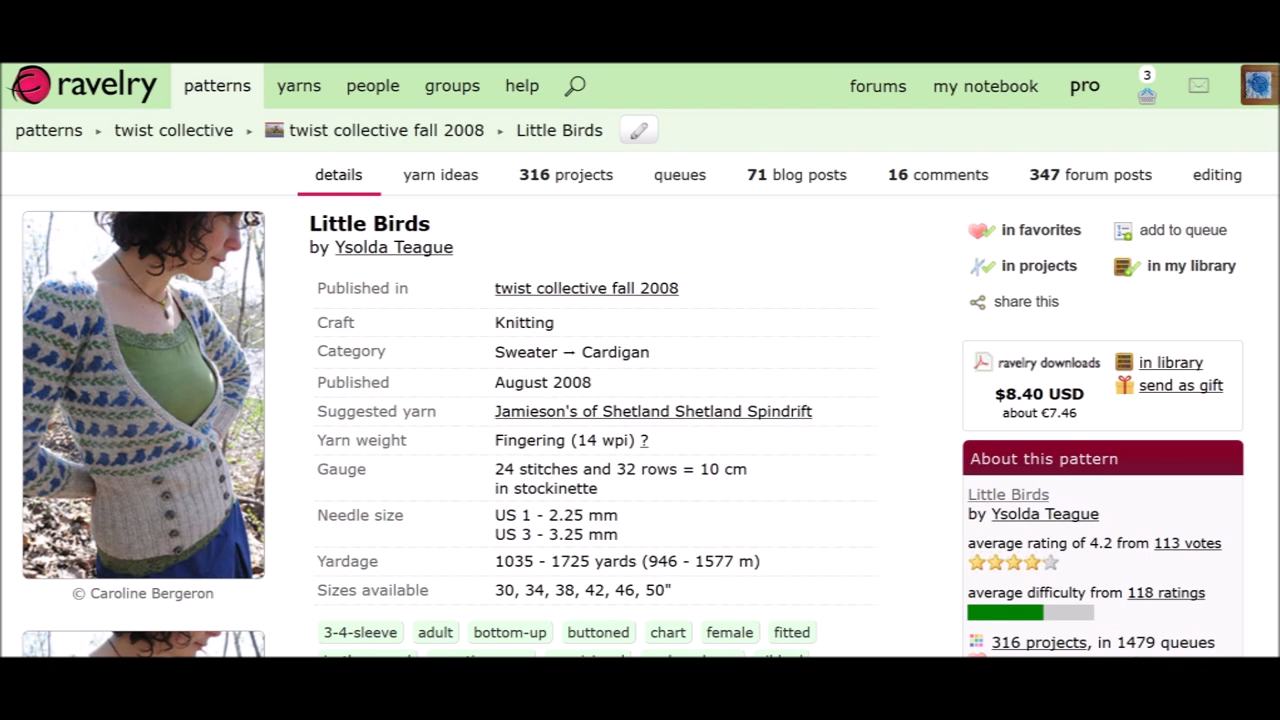 ravelry patterns yarns people groups help forums my notebook pro 3
patterns ▸ twist collective ▸ twist collective fall 2008 ▸ Little Birds
details yarn ideas 316 projects queues 71 blog posts 16 comments 347 forum posts editing
Little Birds
by Ysolda Teague
Published in twist collective fall 2008
Craft Knitting
Category Sweater → Cardigan
Published August 2008
Suggested yarn Jamieson's of Shetland Shetland Spindrift
Yarn weight Fingering (14 wpi) ?
Gauge 24 stitches and 32 rows = 10 cm
in stockinette
Needle size US 1 - 2.25 mm
US 3 - 3.25 mm
Yardage 1035 - 1725 yards (946 - 1577 m)
Sizes available 30, 34, 38, 42, 46, 50"
3-4-sleeve adult bottom-up buttoned chart female fitted
© Caroline Bergeron
in favorites add to queue
in projects in my library
share this
ravelry downloads in library
$8.40 USD send as gift
about €7.46
About this pattern
Little Birds
by Ysolda Teague
average rating of 4.2 from 113 votes
average difficulty from 118 ratings
316 projects, in 1479 queues